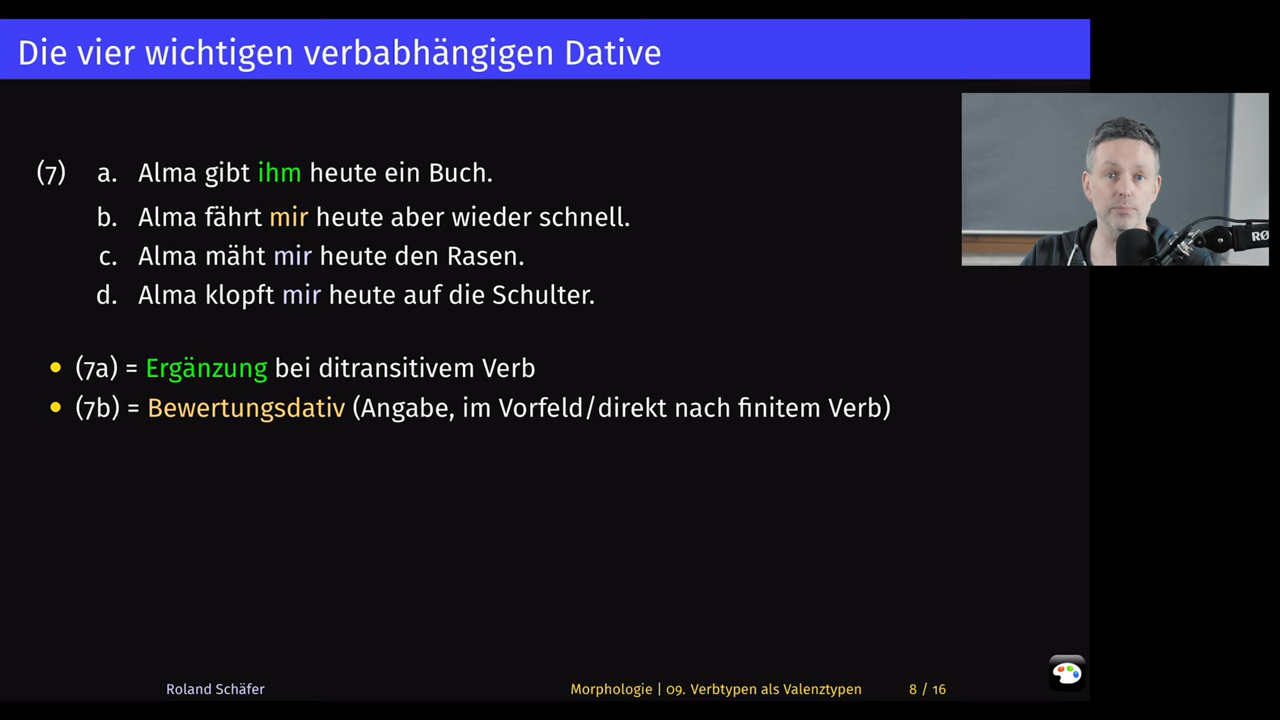 Die vier wichtigen verbabhängigen Dative
(7) a. Alma gibt ihm heute ein Buch.
b. Alma fährt mir heute aber wieder schnell.
c. Alma mäht mir heute den Rasen.
d. Alma klopft mir heute auf die Schulter.
• (7a) = Ergänzung bei ditransitivem Verb
• (7b) = Bewertungsdativ (Angabe, im Vorfeld/direkt nach finitem Verb)
RØ
Roland Schäfer Morphologie | 09. Verbtypen als Valenztypen 8 / 16